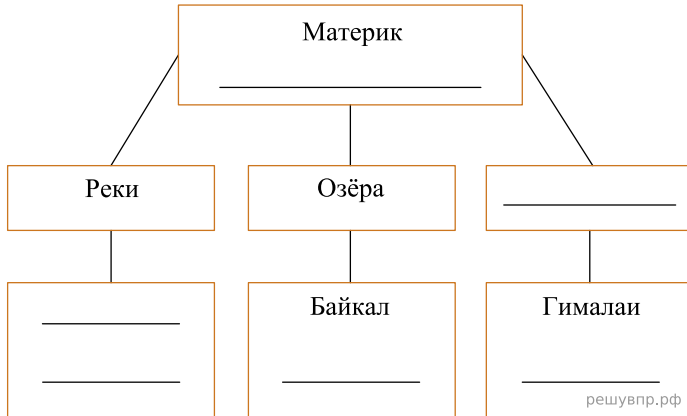 Материк
Реки
Озёра
Байкал
Гималаи
решувпр.рф